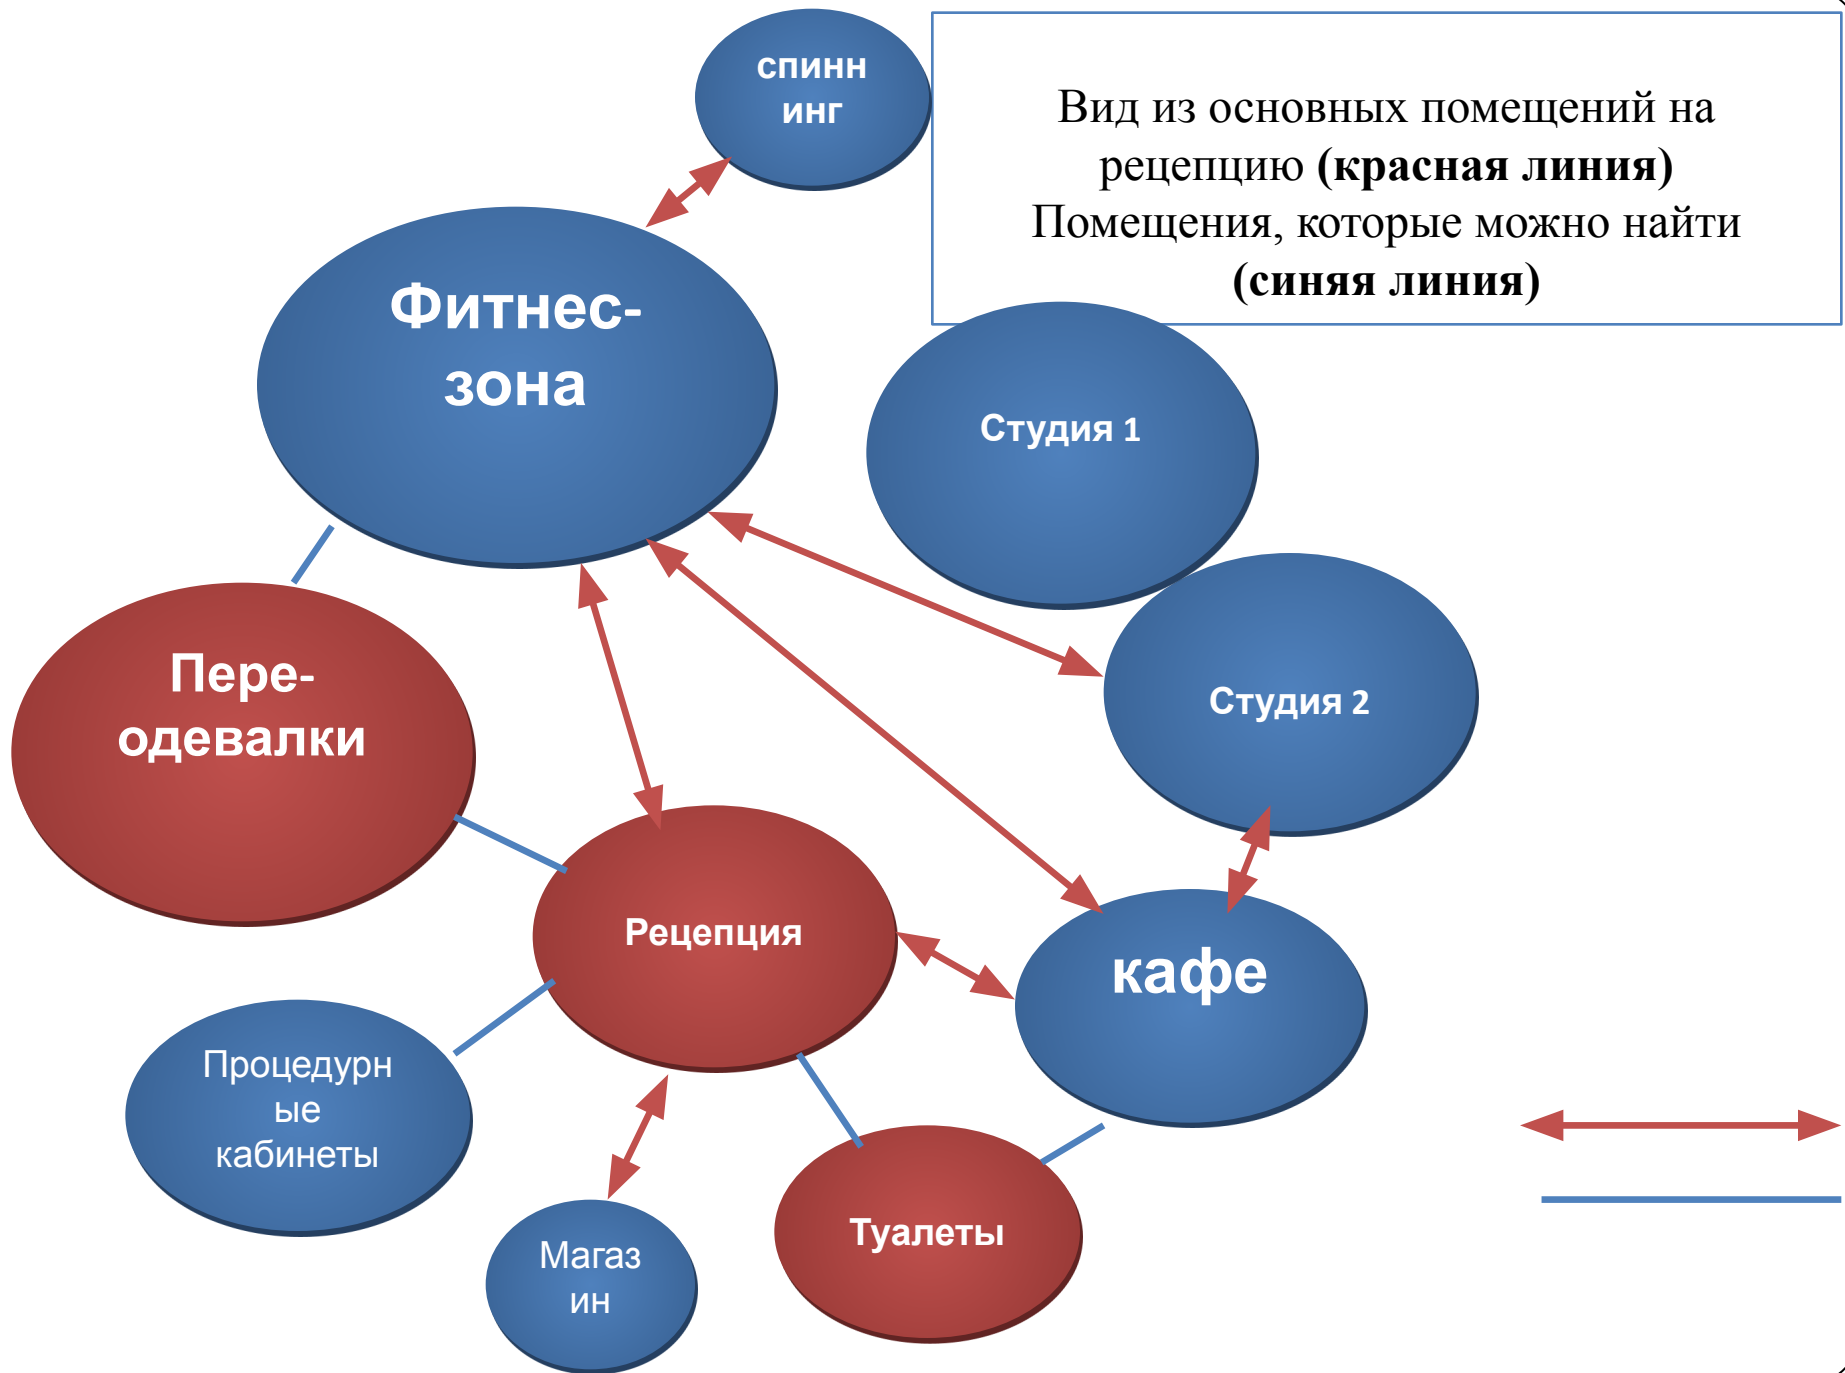 спинн
инг
Вид из основных помещений на
рецепцию (красная линия)
Помещения, которые можно найти
(синяя линия)
Фитнес-
зона
Студия 1
Пере-
одевалки
Студия 2
Рецепция
кафе
Процедурн
ые
кабинеты
Туалеты
Магаз
ин